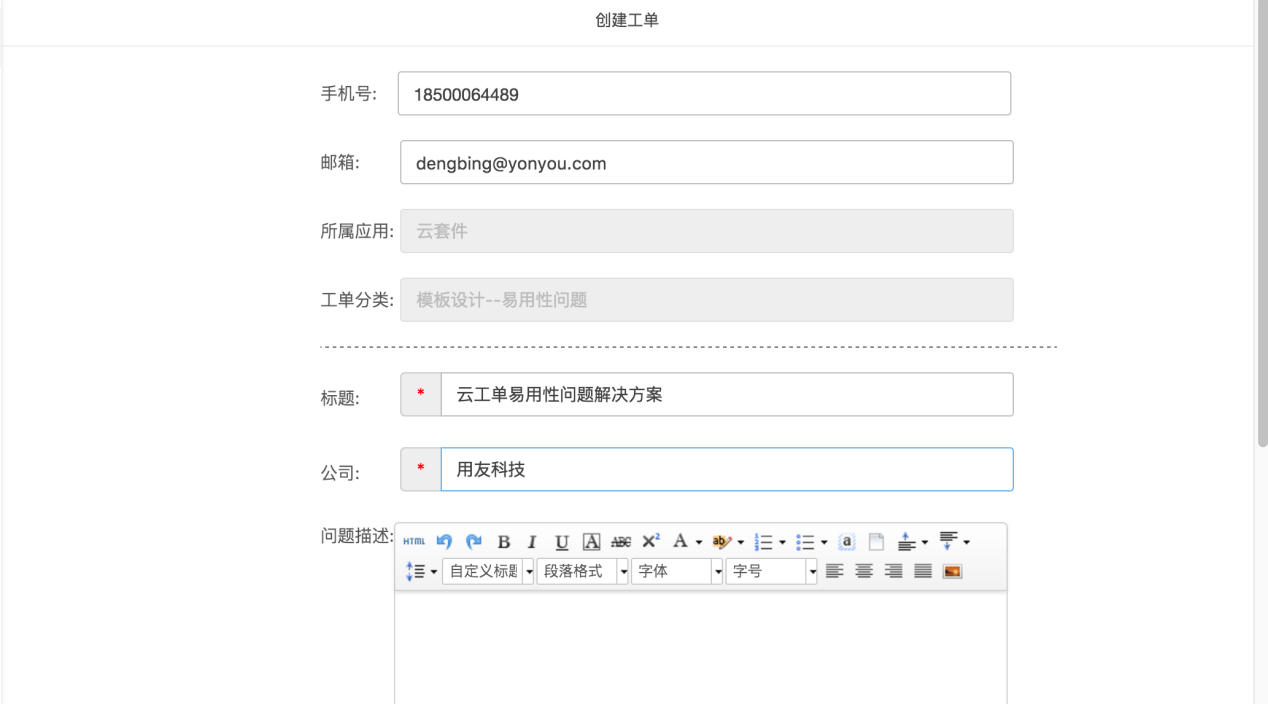 创建工单
手机号: 18500064489
邮箱: dengbing@yonyou.com
所属应用: 云套件
工单分类: 模板设计--易用性问题
标题: * 云工单易用性问题解决方案
公司: * 用友科技
问题描述: HTML B I U A ABC X² A ab a
自定义标题 段落格式 字体 字号